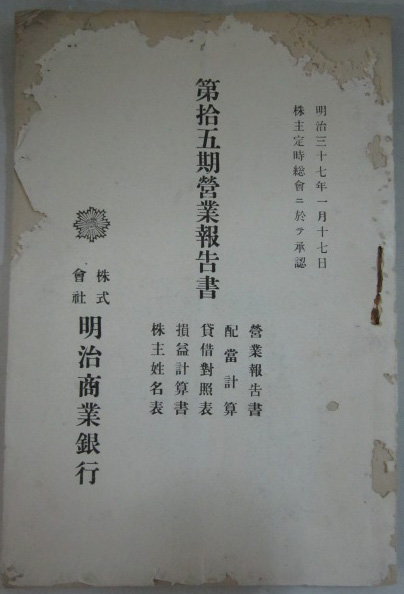 明治三十七年一月十七日
株主定時総會ニ於テ承認
第拾五期營業報告書
營業報告書
配當計算
貸借對照表
損益計算書
株主姓名表
株式會社
明治商業銀行